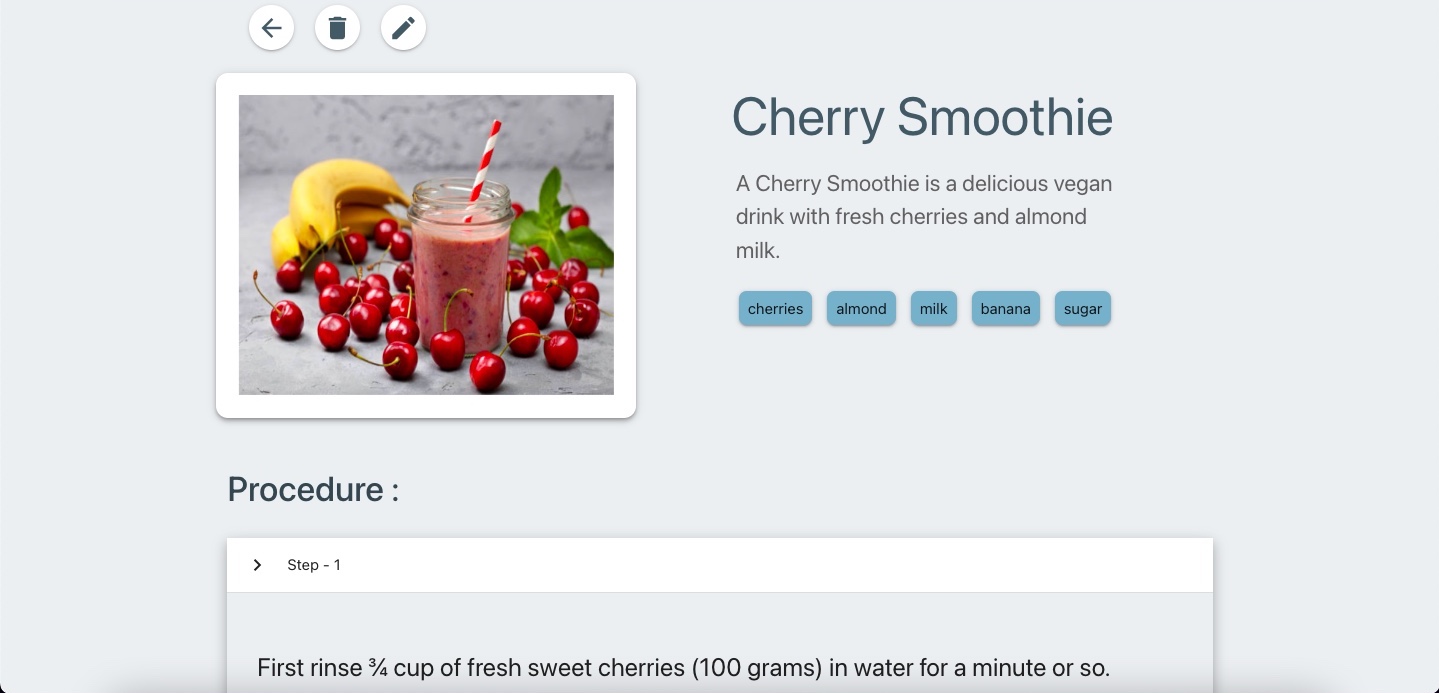 Cherry Smoothie
A Cherry Smoothie is a delicious vegan
drink with fresh cherries and almond
milk.
cherries almond milk banana sugar
Procedure :
Step - 1
First rinse ¾ cup of fresh sweet cherries (100 grams) in water for a minute or so.